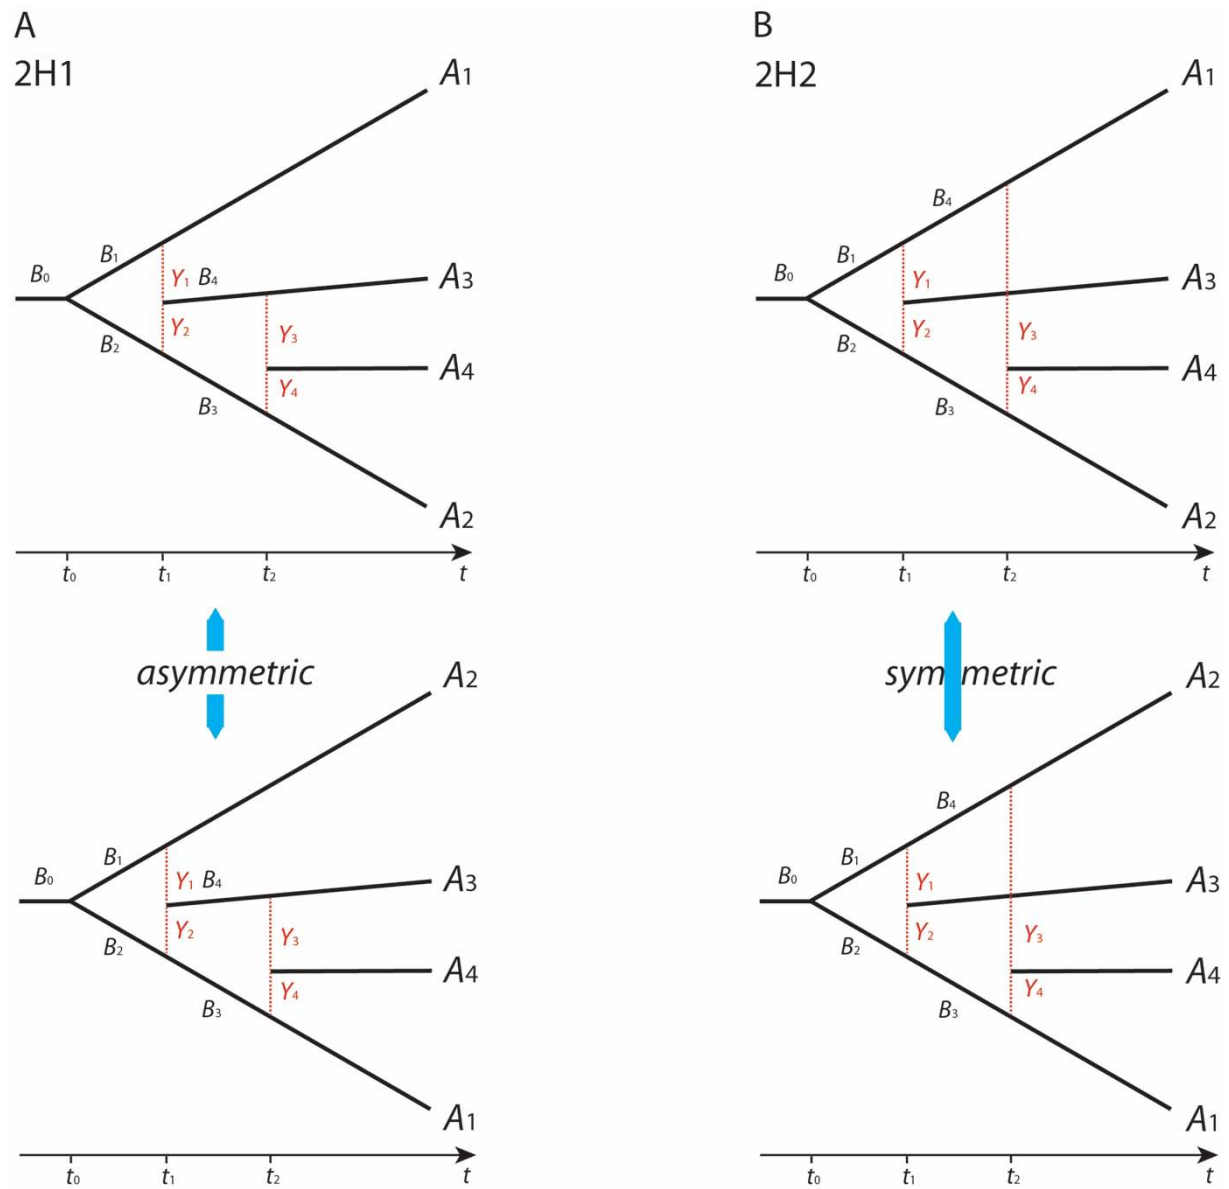 A
2H1
A1
B1
B0
Y1 B4
A3
Y2
B2
Y3
A4
Y4
B3
A2
t0 t1 t2 t
asymmetric
A2
B1
B0
Y1 B4
A3
Y2
B2
Y3
A4
Y4
B3
A1
t0 t1 t2 t
B
2H2
A1
B4
B1
B0
Y1
A3
Y2
Y3
B2
A4
Y4
B3
A2
t0 t1 t2 t
symmetric
A2
B4
B1
B0
Y1
A3
Y2
Y3
B2
A4
Y4
B3
A1
t0 t1 t2 t